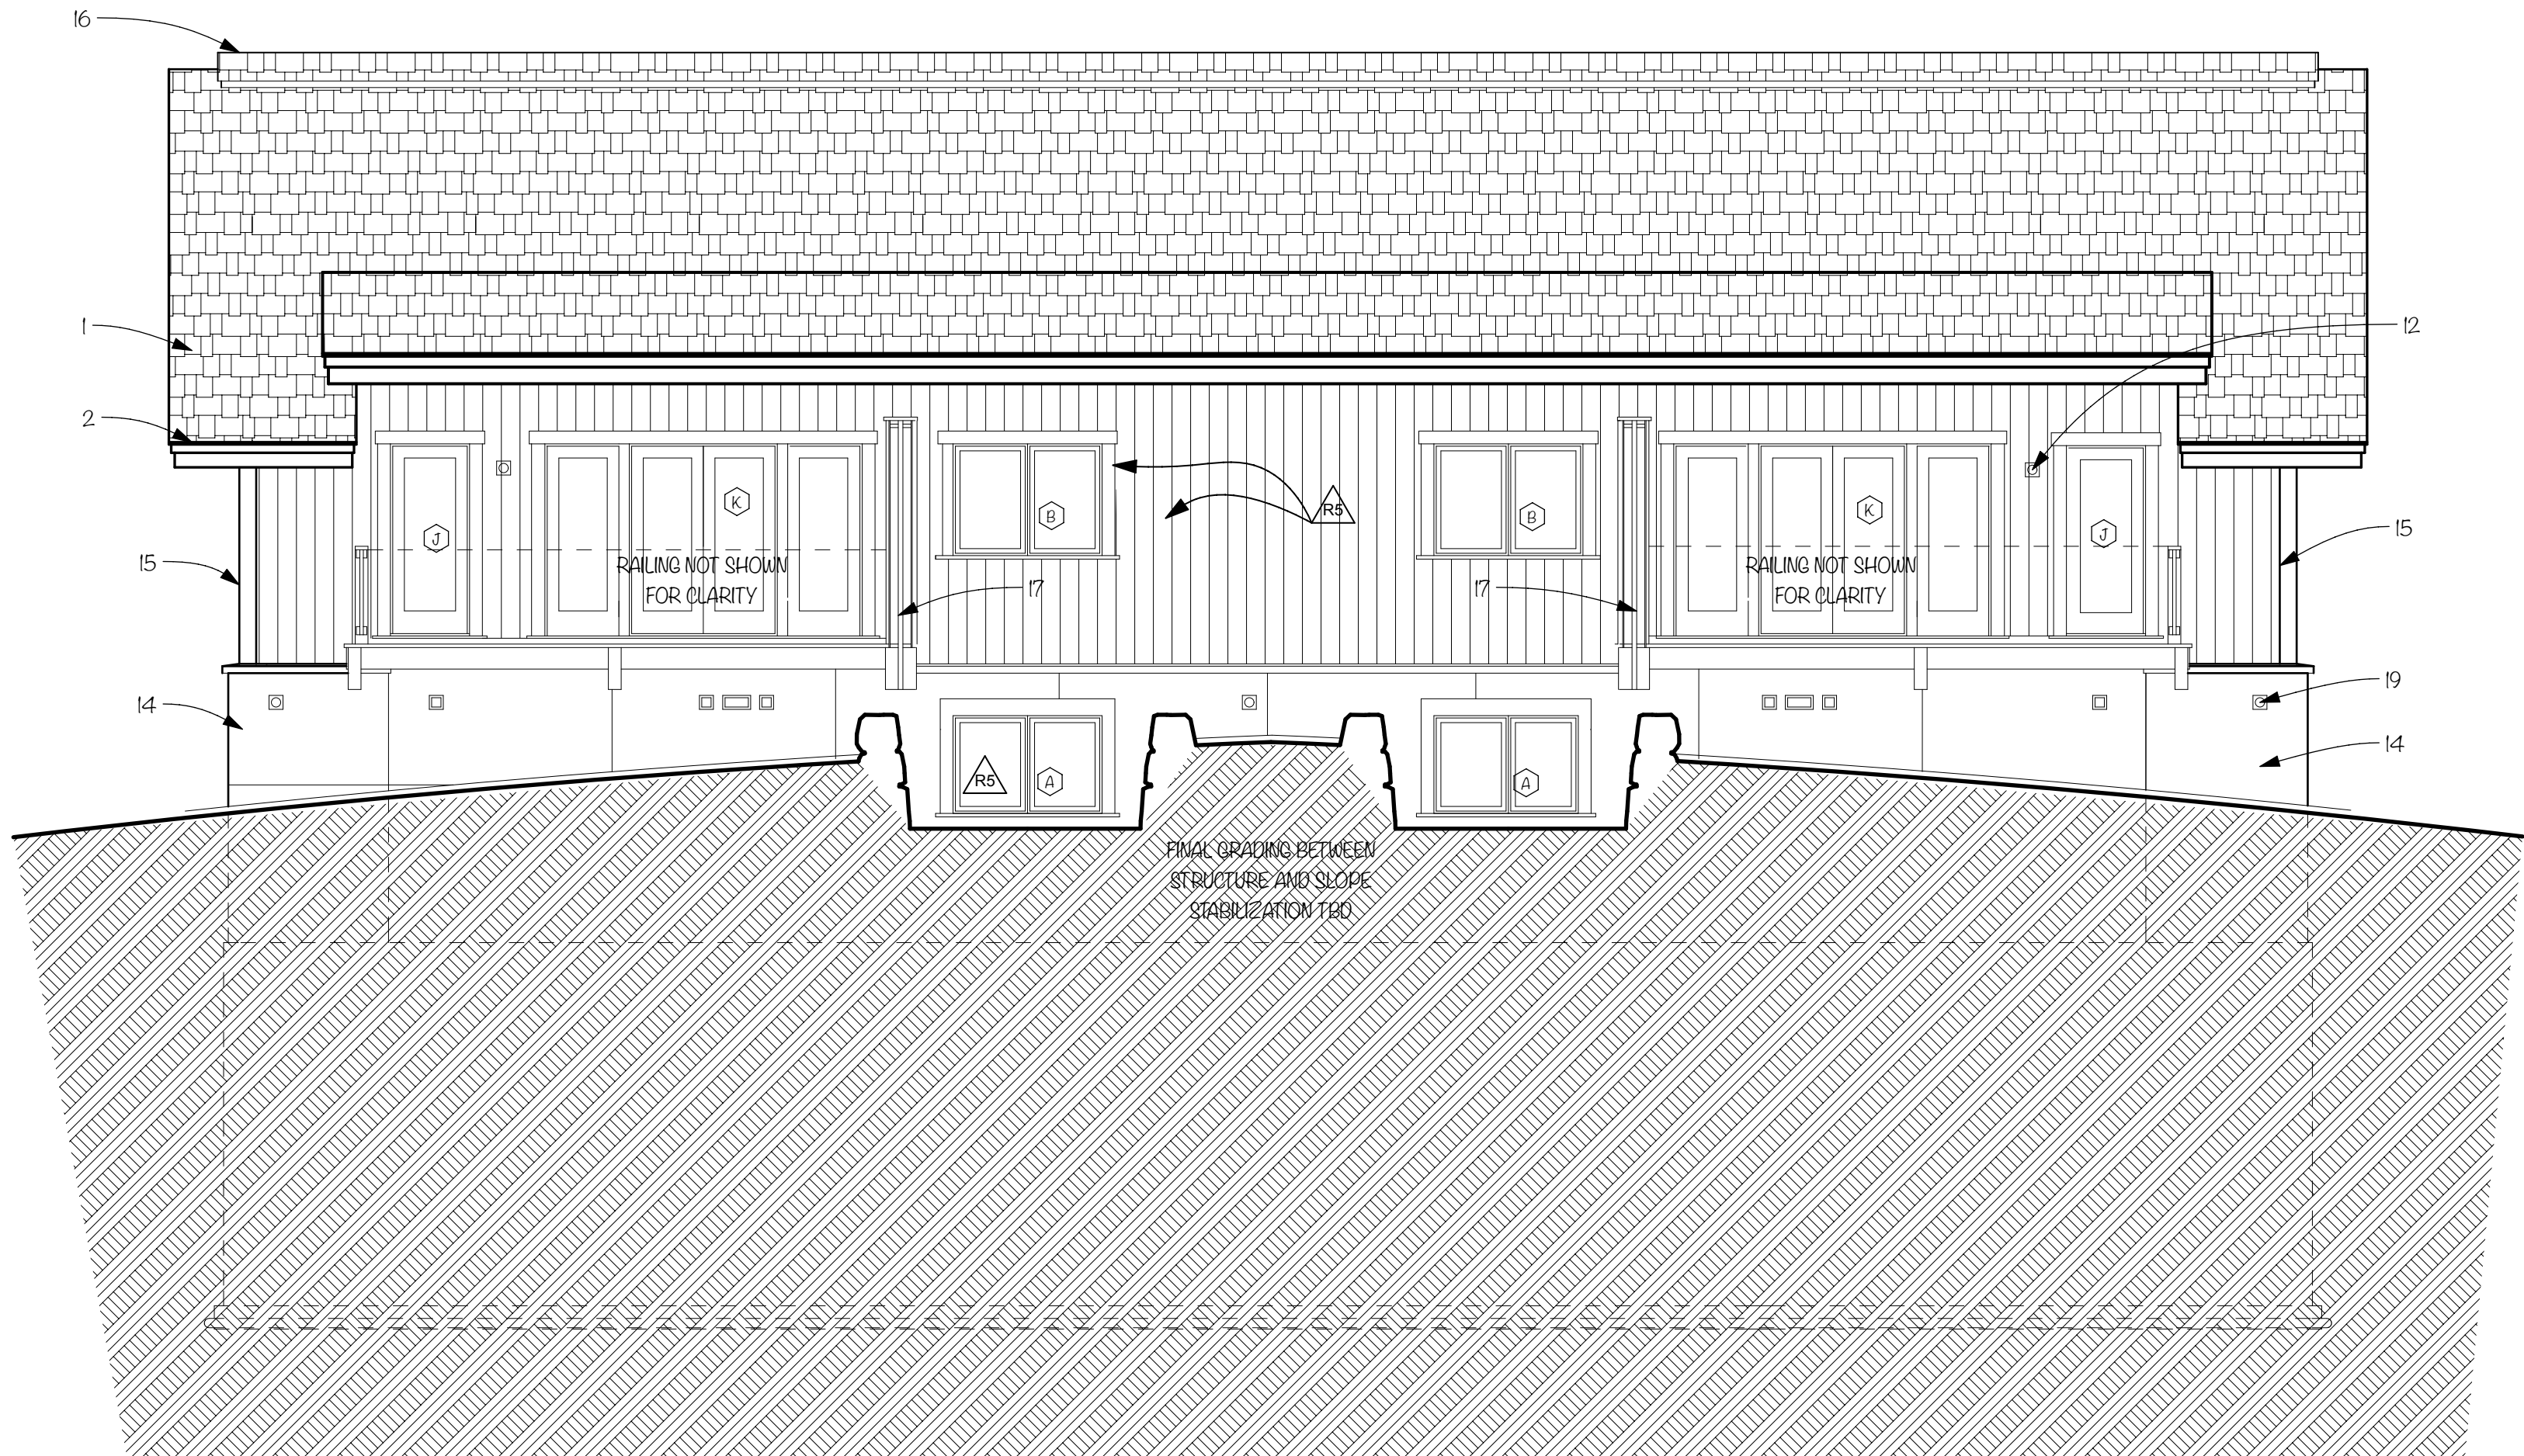 16
1
12
2
K
K
R5
B
B
J
J
15
15
RAILING NOT SHOWN
FOR CLARITY
RAILING NOT SHOWN
FOR CLARITY
17
17
19
14
14
R5
A
A
FINAL GRADING BETWEEN
STRUCTURE AND SLOPE
STABILIZATION TBD